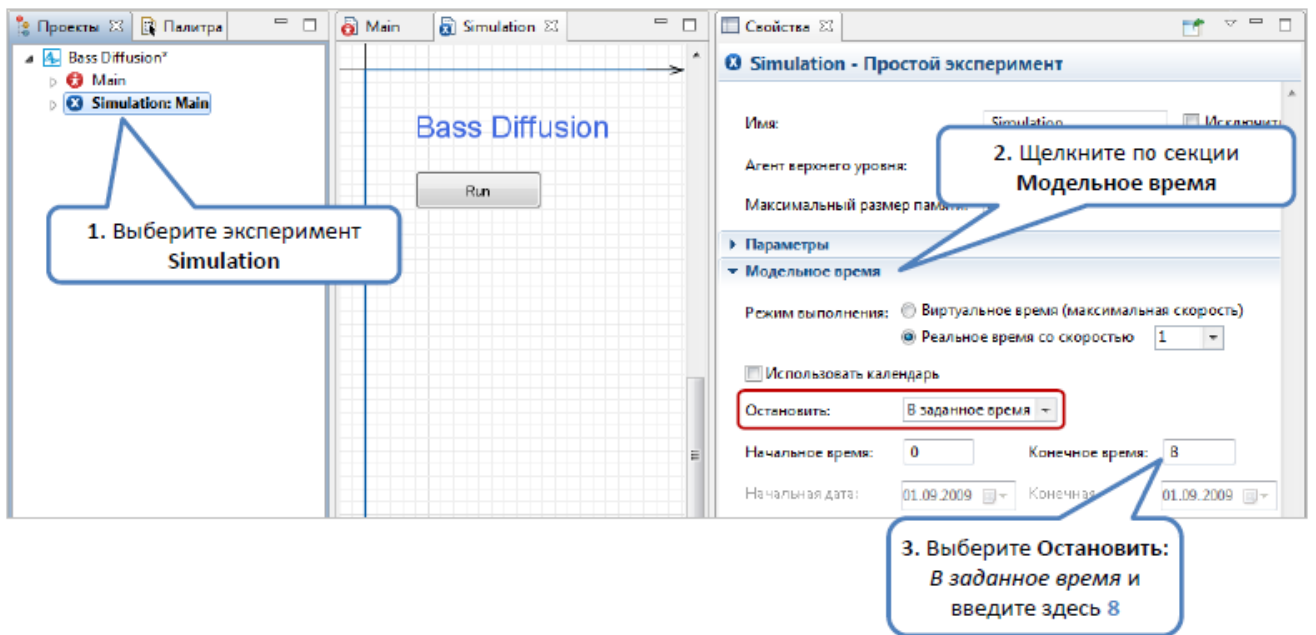 Проекты Палитра
Bass Diffusion*
Main
Simulation: Main
1. Выберите эксперимент
Simulation
Main Simulation
Bass Diffusion
Run
Свойства
Simulation - Простой эксперимент
Имя: Simulation
Агент верхнего уровня:
Максимальный размер памяти:
2. Щелкните по секции
Модельное время
Параметры
Модельное время
Режим выполнения: Виртуальное время (максимальная скорость)
Реальное время со скоростью 1
Использовать календарь
Остановить: В заданное время
Начальное время: 0 Конечное время: 8
Начальная дата: 01.09.2009 Конечная 01.09.2009
3. Выберите Остановить:
В заданное время и
введите здесь 8